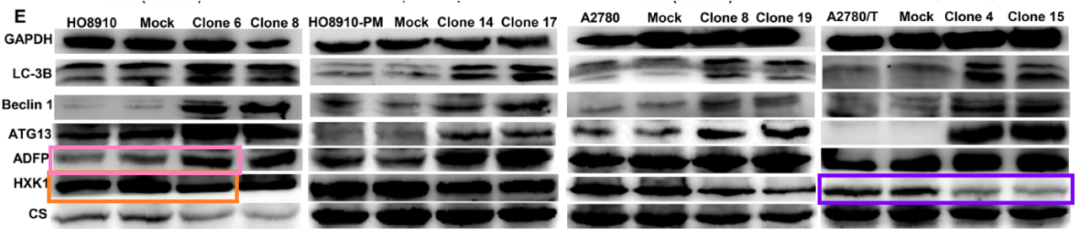 E
HO8910 Mock Clone 6 Clone 8 HO8910-PM Mock Clone 14 Clone 17 A2780 Mock Clone 8 Clone 19 A2780/T Mock Clone 4 Clone 15
GAPDH
LC-3B
Beclin 1
ATG13
ADFP
HXK1
CS